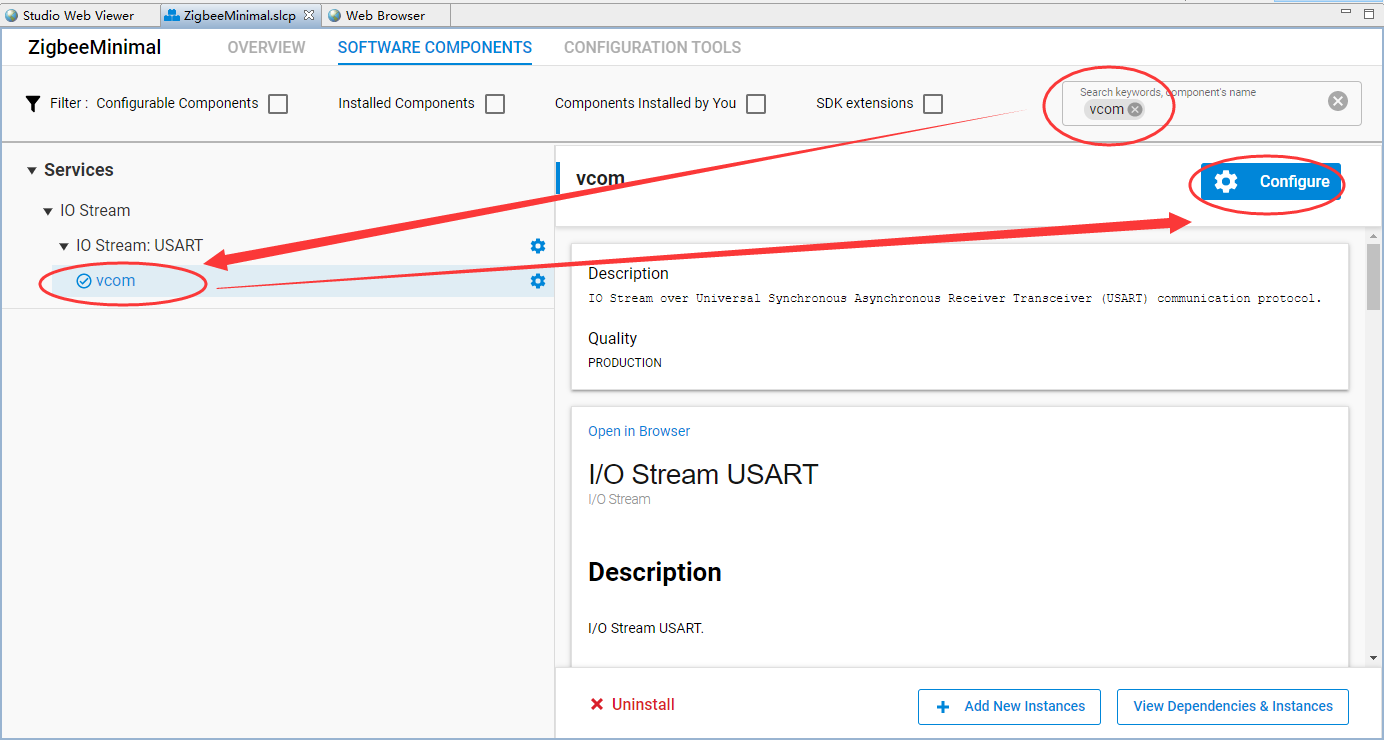 Studio Web Viewer
ZigbeeMinimal.slcp
Web Browser
ZigbeeMinimal
OVERVIEW
SOFTWARE COMPONENTS
CONFIGURATION TOOLS
Filter : Configurable Components
Installed Components
Components Installed by You
SDK extensions
Search keywords, component's name
vcom
Services
IO Stream
IO Stream: USART
vcom
vcom
Configure
Description
IO Stream over Universal Synchronous Asynchronous Receiver Transceiver (USART) communication protocol.
Quality
PRODUCTION
Open in Browser
I/O Stream USART
I/O Stream
Description
I/O Stream USART.
Uninstall
Add New Instances
View Dependencies & Instances